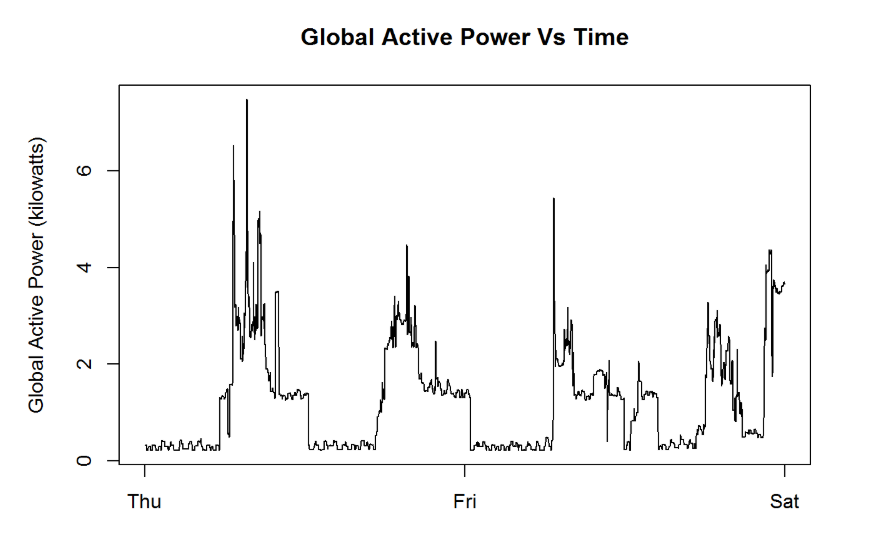 Global Active Power Vs Time
Global Active Power (kilowatts)
6
4
2
0
Thu
Fri
Sat